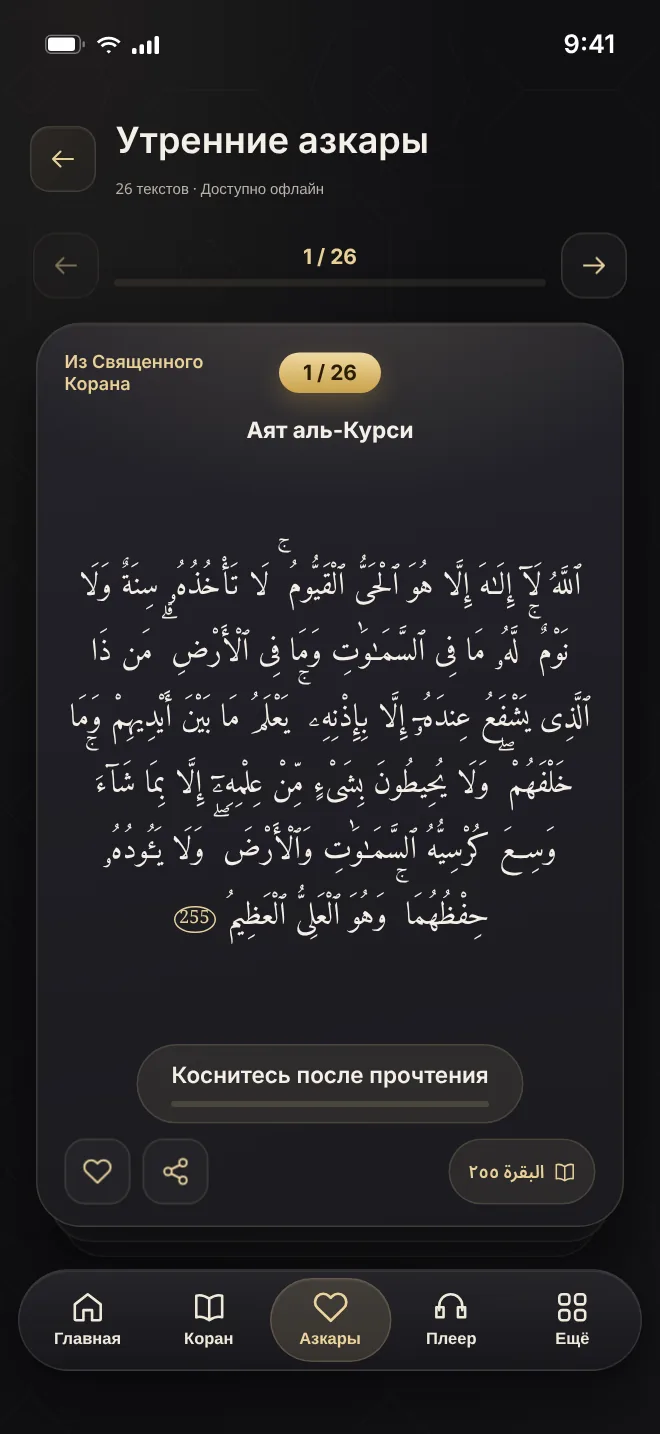 9:41
Утренние азкары
26 текстов · Доступно офлайн
1 / 26
Из Священного
Корана
1 / 26
Аят аль-Курси
ٱللَّهُ لَآ إِلَـٰهَ إِلَّا هُوَ ٱلْحَىُّ ٱلْقَيُّومُ ۚ لَا تَأْخُذُهُۥ سِنَةٌ وَلَا
نَوْمٌ ۚ لَّهُۥ مَا فِى ٱلسَّمَـٰوَٰتِ وَمَا فِى ٱلْأَرْضِ ۗ مَن ذَا
ٱلَّذِى يَشْفَعُ عِندَهُۥٓ إِلَّا بِإِذْنِهِۦ ۚ يَعْلَمُ مَا بَيْنَ أَيْدِيهِمْ وَمَا
خَلْفَهُمْ ۖ وَلَا يُحِيطُونَ بِشَىْءٍ مِّنْ عِلْمِهِۦٓ إِلَّا بِمَا شَآءَ ۚ
وَسِعَ كُرْسِيُّهُ ٱلسَّمَـٰوَٰتِ وَٱلْأَرْضَ ۖ وَلَا يَـُٔودُهُۥ
حِفْظُهُمَا ۚ وَهُوَ ٱلْعَلِىُّ ٱلْعَظِيمُ 255
Коснитесь после прочтения
البقرة ٢٥٥
Главная
Коран
Азкары
Плеер
Ещё